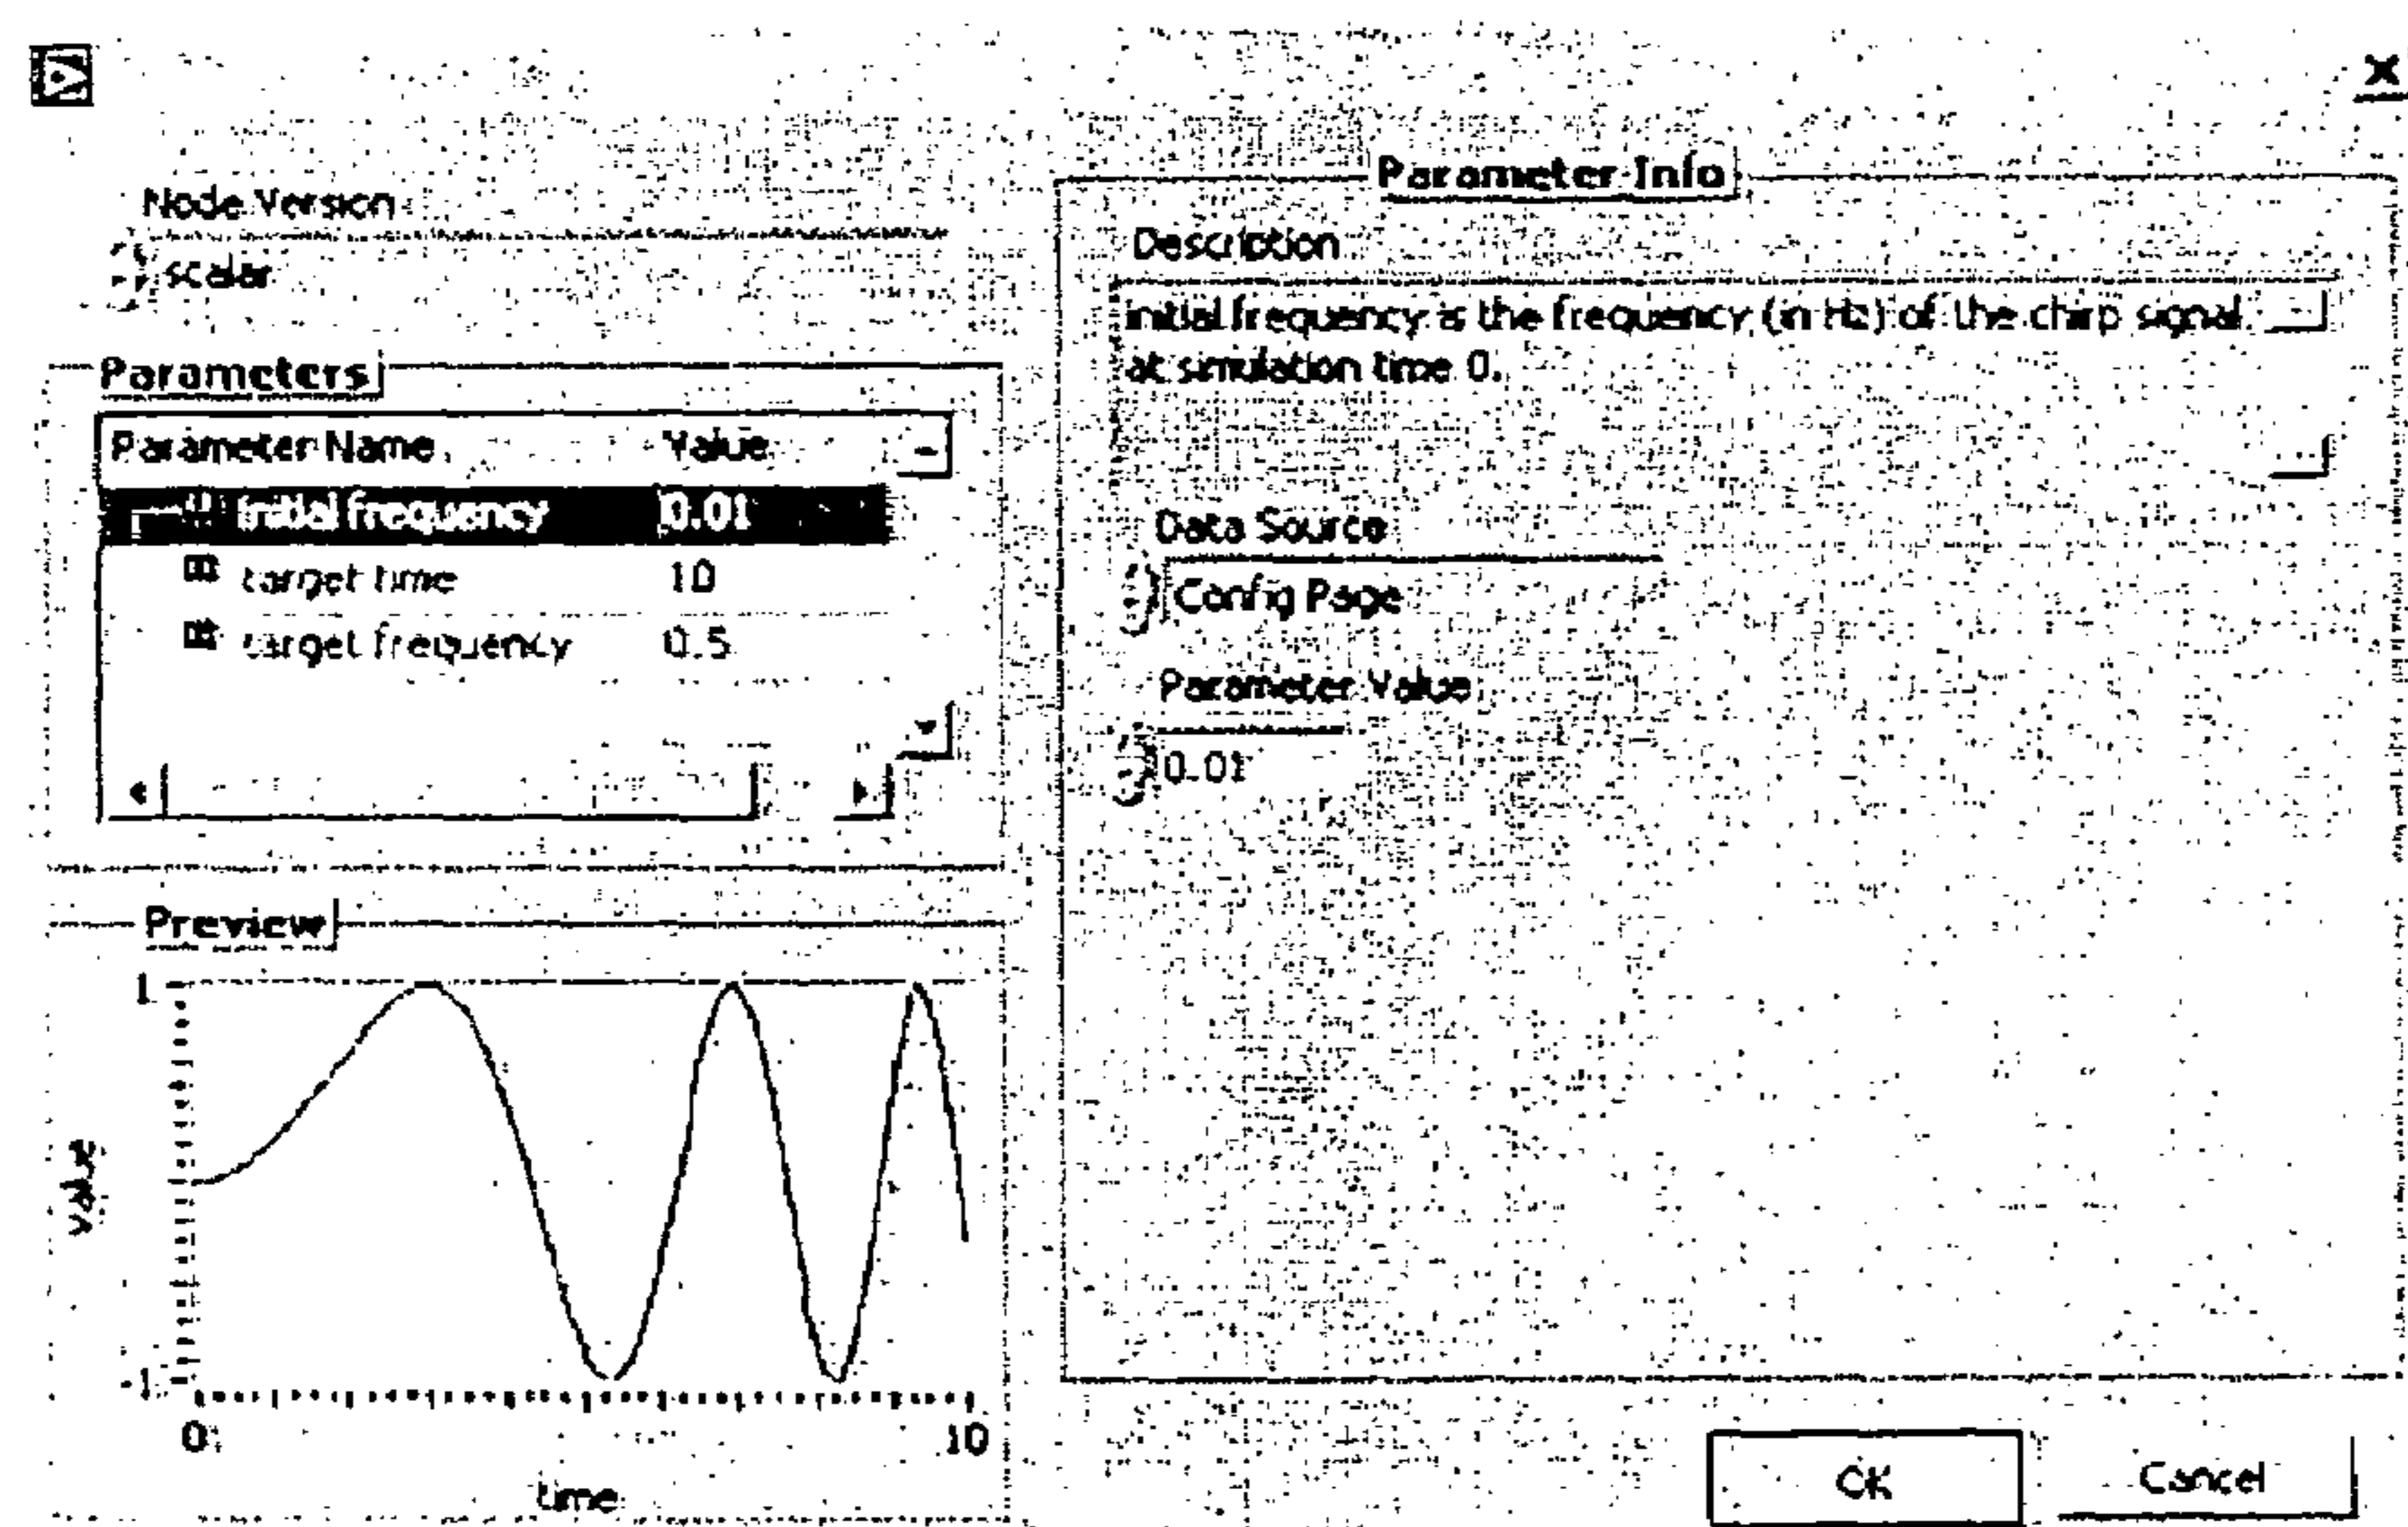 Node Version
scalar
Parameters
Parameter Name Value
initial frequency 0.01
target time 10
target frequency 0.5
Preview
1
value
-1
0 10
time
Parameter Info
Description
initial frequency is the frequency (in Hz) of the chirp signal
at simulation time 0.
Data Source
Config Page
Parameter Value
0.01
OK Cancel